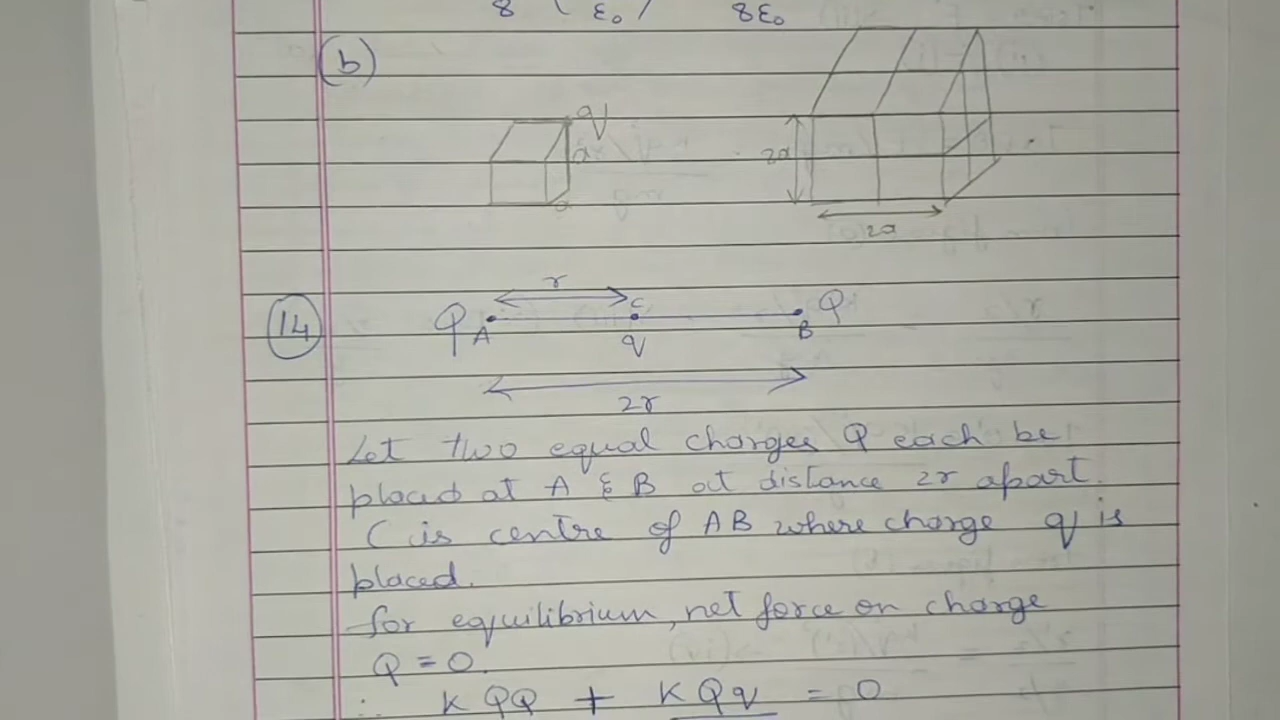 8 ( ε₀ / 8ε₀
(b)
q
a
a
2a
2a
r
14 Q A C B Q
q
2r
Let two equal charges Q each be
placed at A & B at distance 2r apart.
C is centre of AB where charge q is
placed.
for equilibrium, net force on charge
Q = 0.
∴ KQQ + KQq = 0